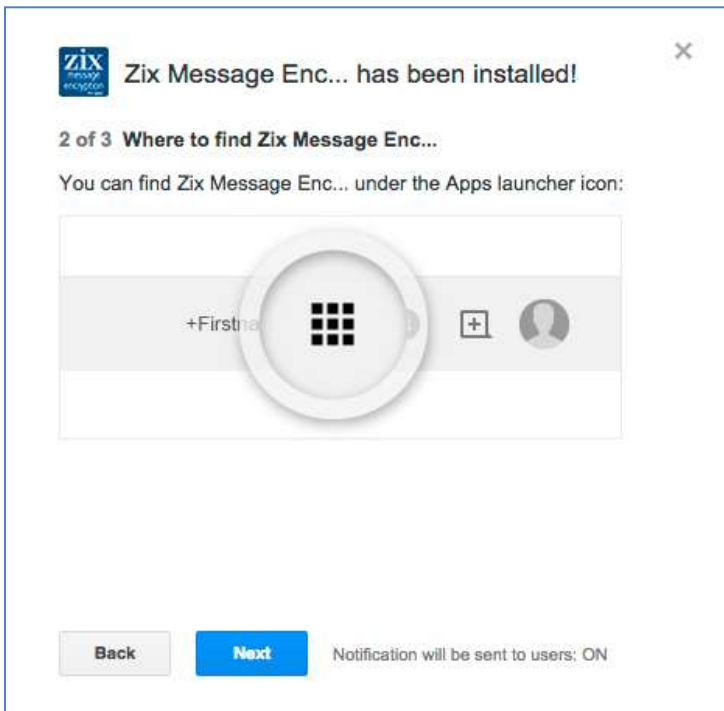 zix
message
encryption
Zix Message Enc... has been installed!
2 of 3 Where to find Zix Message Enc...
You can find Zix Message Enc... under the Apps launcher icon:
+Firstna
Back
Next
Notification will be sent to users: ON